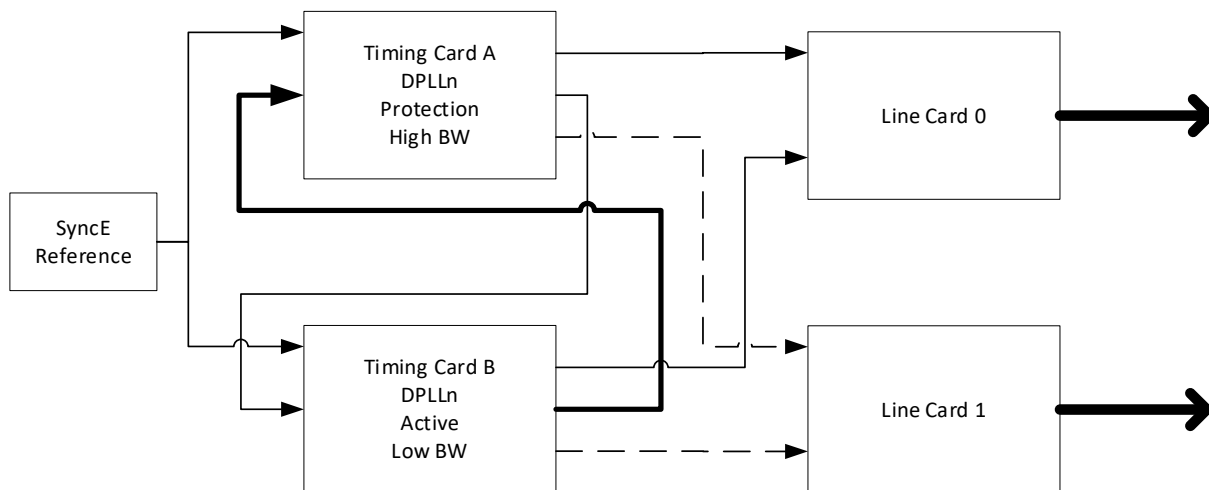 Timing Card A
DPLLn
Protection
High BW
Line Card 0
SyncE
Reference
Timing Card B
DPLLn
Active
Low BW
Line Card 1